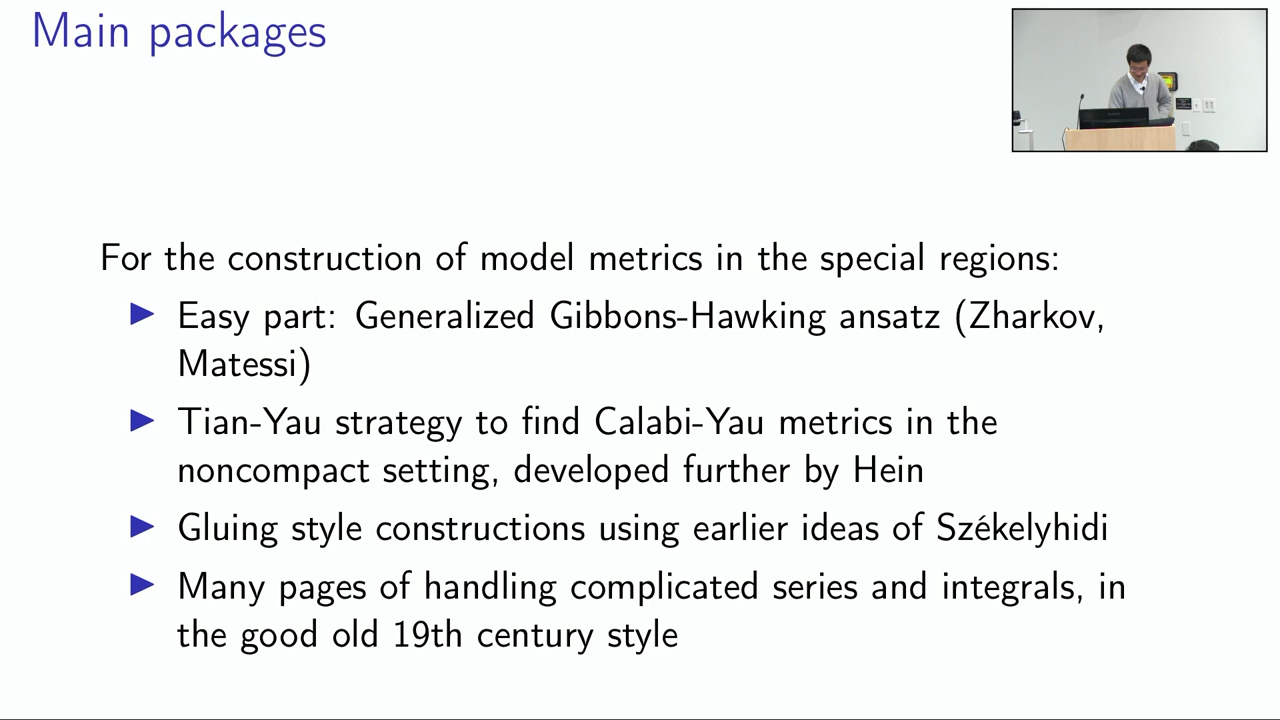 Main packages
For the construction of model metrics in the special regions:
Easy part: Generalized Gibbons-Hawking ansatz (Zharkov,
Matessi)
Tian-Yau strategy to find Calabi-Yau metrics in the
noncompact setting, developed further by Hein
Gluing style constructions using earlier ideas of Székelyhidi
Many pages of handling complicated series and integrals, in
the good old 19th century style